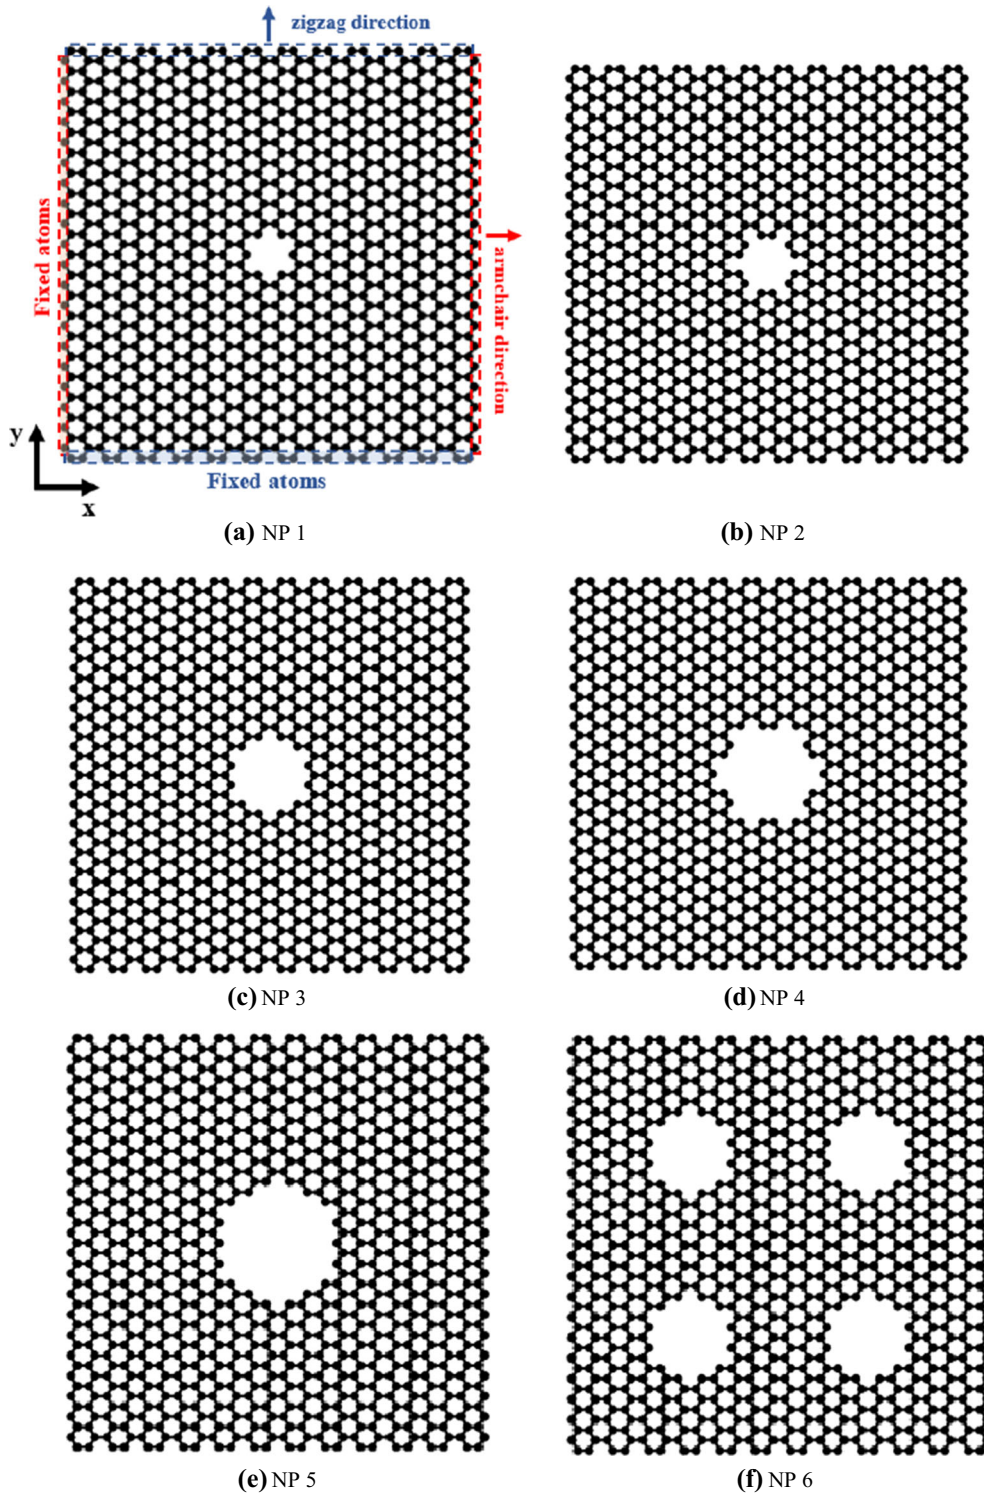 zigzag direction
Fixed atoms
armchair direction
y
x
Fixed atoms
(a) NP 1
(b) NP 2
(c) NP 3
(d) NP 4
(e) NP 5
(f) NP 6